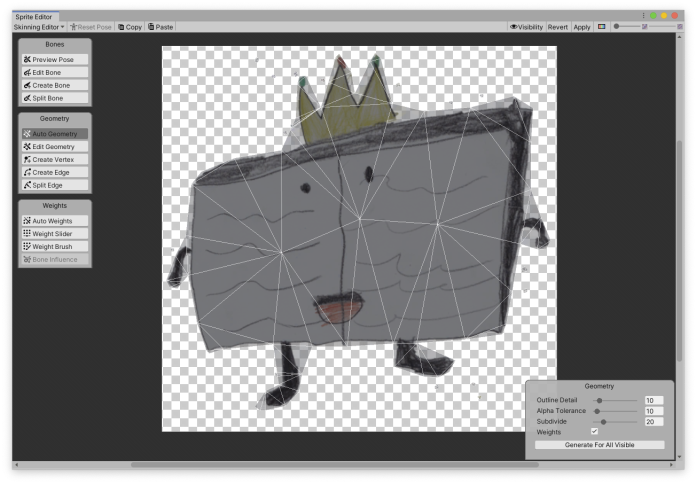 Sprite Editor
Skinning Editor Reset Pose Copy Paste Visibility Revert Apply
Bones
Preview Pose
Edit Bone
Create Bone
Split Bone
Geometry
Auto Geometry
Edit Geometry
Create Vertex
Create Edge
Split Edge
Weights
Auto Weights
Weight Slider
Weight Brush
Bone Influence
Geometry
Outline Detail 10
Alpha Tolerance 10
Subdivide 20
Weights
Generate For All Visible